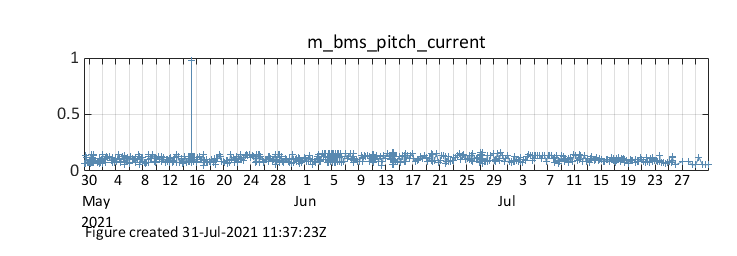 m_bms_pitch_current
1
0.5
0
30 4 8 12 16 20 24 28 1 5 9 13 17 21 25 29 3 7 11 15 19 23 27
May Jun Jul
2021
Figure created 31-Jul-2021 11:37:23Z